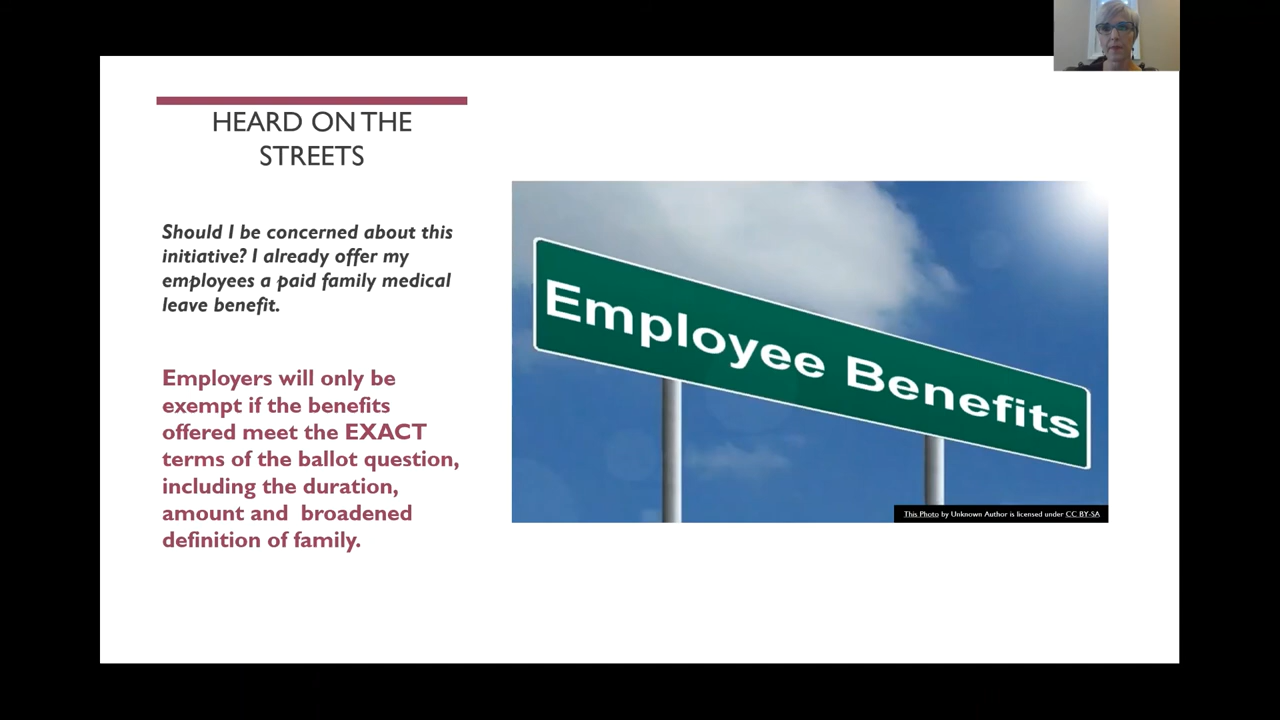 HEARD ON THE
STREETS
Should I be concerned about this
initiative? I already offer my
employees a paid family medical
leave benefit.
Employers will only be
exempt if the benefits
offered meet the EXACT
terms of the ballot question,
including the duration,
amount and  broadened
definition of family.
Employee Benefits
This Photo by Unknown Author is licensed under CC BY-SA